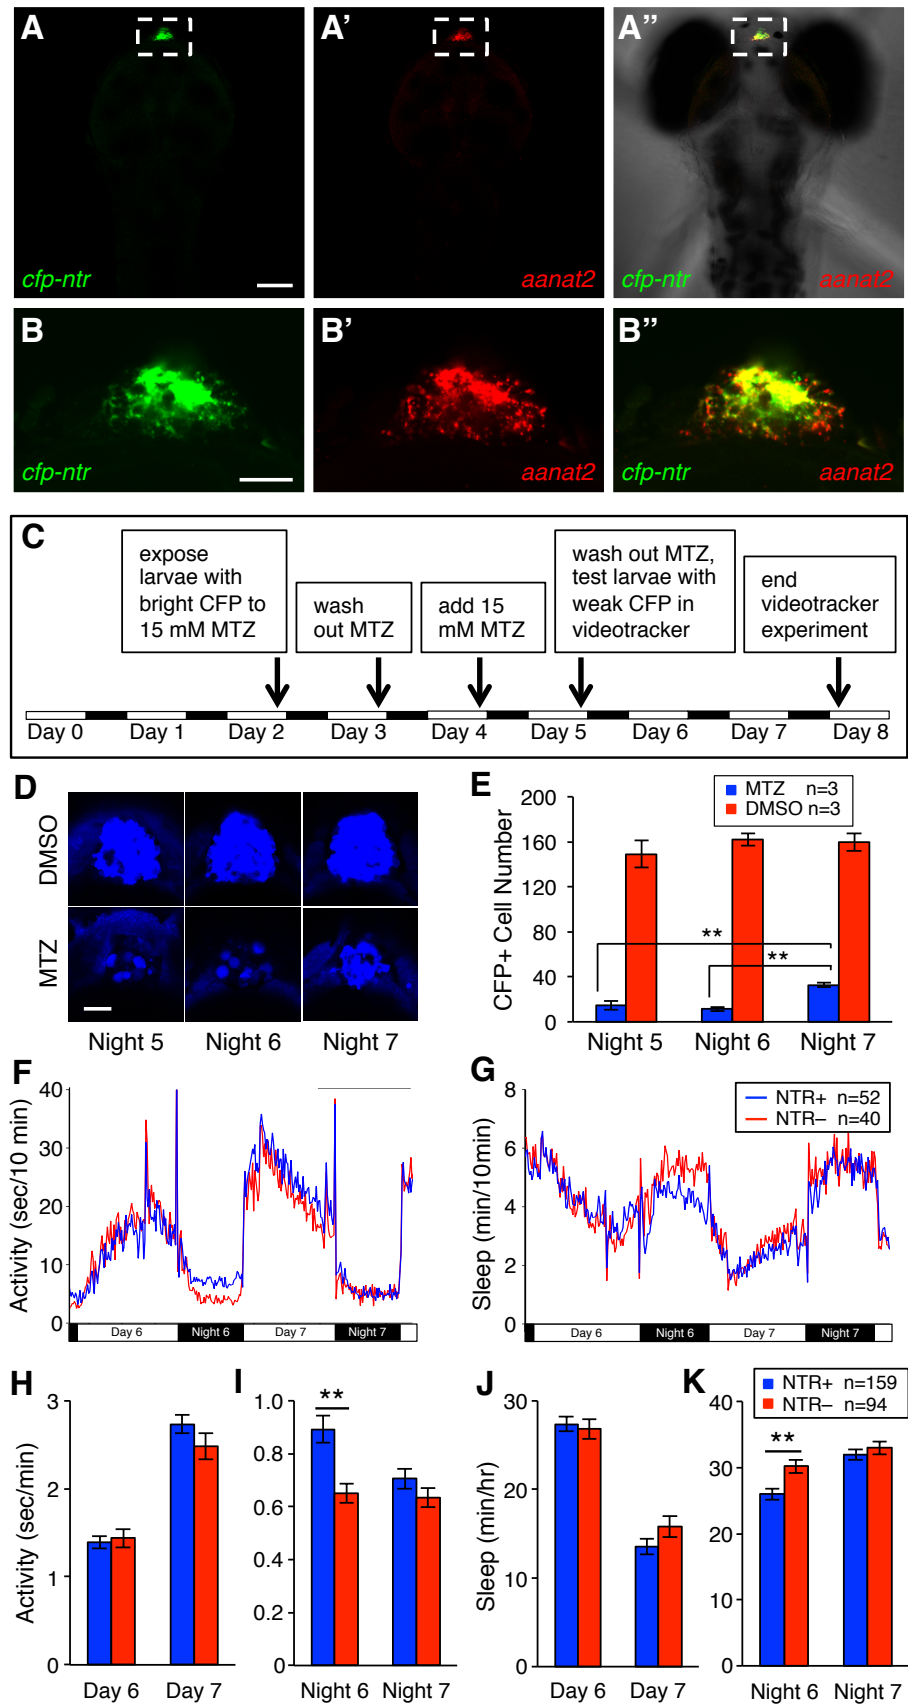 A
cfp-ntr
A'
aanat2
A"
cfp-ntr
aanat2
B
cfp-ntr
B'
aanat2
B"
cfp-ntr
aanat2
C
expose
larvae with
bright CFP to
15 mM MTZ
wash
out MTZ
add 15
mM MTZ
wash out MTZ,
test larvae with
weak CFP in
videotracker
end
videotracker
experiment
Day 0 Day 1 Day 2 Day 3 Day 4 Day 5 Day 6 Day 7 Day 8
D
DMSO
MTZ
Night 5 Night 6 Night 7
E
MTZ n=3
DMSO n=3
CFP+ Cell Number
200
160
120
80
40
0
**
**
Night 5 Night 6 Night 7
F
Activity (sec/10 min)
40
30
20
10
0
Day 6 Night 6 Day 7 Night 7
G
NTR+ n=52
NTR– n=40
Sleep (min/10min)
8
6
4
2
0
Day 6 Night 6 Day 7 Night 7
H
Activity (sec/min)
3
2
1
0
Day 6 Day 7
I
1.0
0.8
0.6
0.4
0.2
0
**
Night 6 Night 7
J
Sleep (min/hr)
30
20
10
0
Day 6 Day 7
K
NTR+ n=159
NTR– n=94
40
30
20
10
0
**
Night 6 Night 7